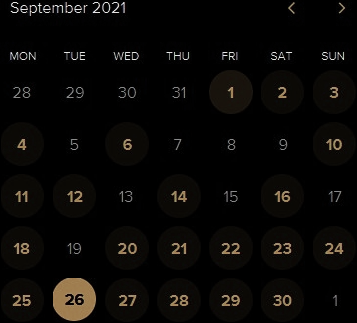 September 2021
MON TUE WED THU FRI SAT SUN
28 29 30 31 1 2 3
4 5 6 7 8 9 10
11 12 13 14 15 16 17
18 19 20 21 22 23 24
25 26 27 28 29 30 1